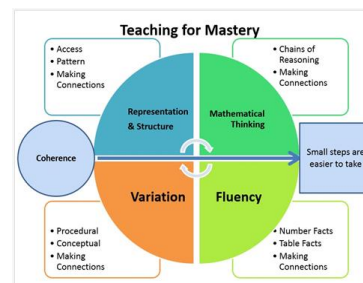 Teaching for Mastery
• Access
• Pattern
• Making
Connections
• Chains of
Reasoning
• Making
Connections
Representation
& Structure
Mathematical
Thinking
Coherence
Small steps are
easier to take
Variation
Fluency
• Procedural
• Conceptual
• Making
Connections
• Number Facts
• Table Facts
• Making
Connections